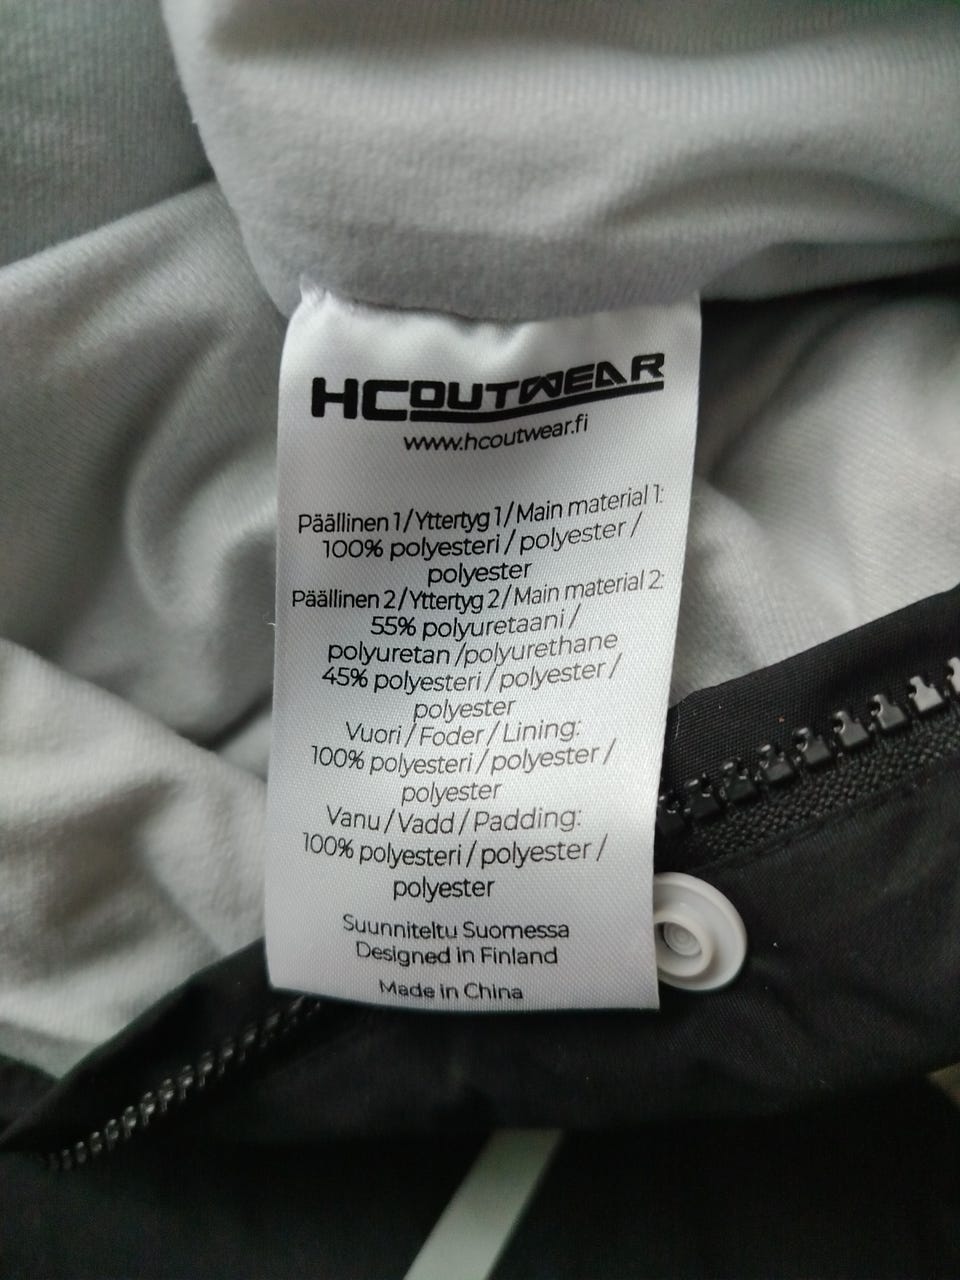 HCOUTWEAR
www.hcoutwear.fi
Päällinen 1/Yttertyg 1/Main material 1:
100% polyesteri / polyester /
polyester
Päällinen 2/Yttertyg 2/Main material 2:
55% polyuretaani /
polyuretan /polyurethane
45% polyesteri / polyester /
polyester
Vuori / Foder / Lining:
100% polyesteri / polyester /
polyester
Vanu / Vadd / Padding:
100% polyesteri / polyester /
polyester
Suunniteltu Suomessa
Designed in Finland
Made in China